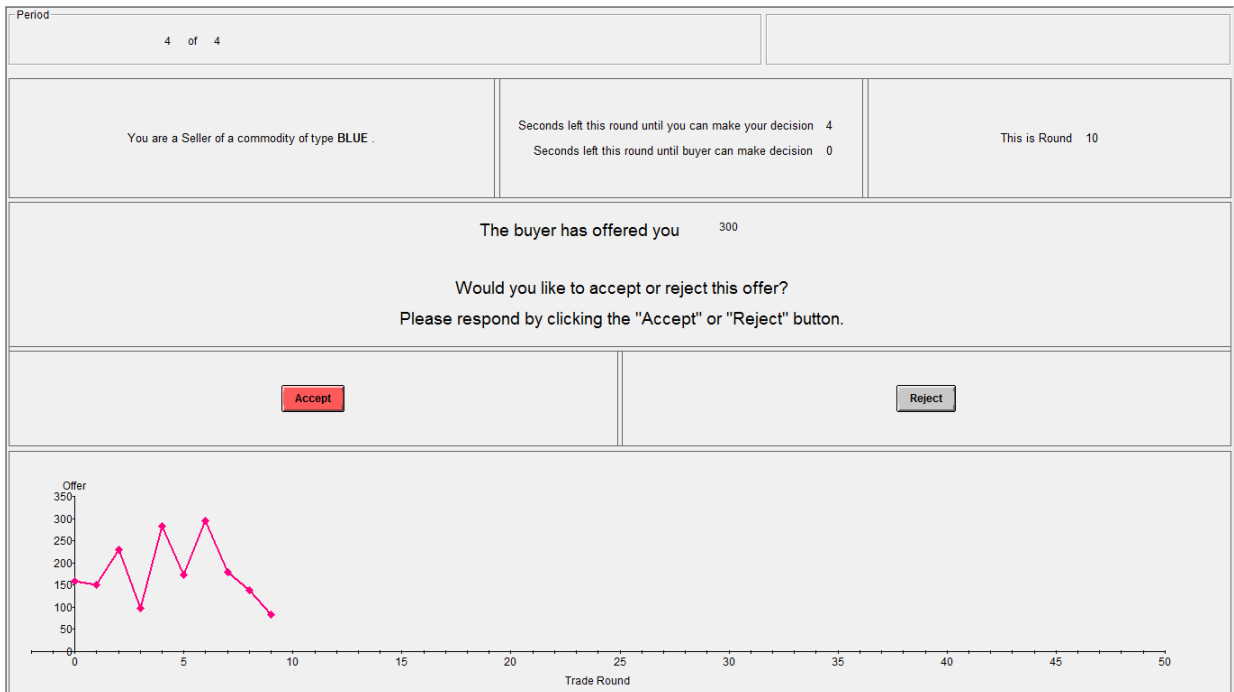 Period
4 of 4
You are a Seller of a commodity of type BLUE .
Seconds left this round until you can make your decision 4
Seconds left this round until buyer can make decision 0
This is Round 10
The buyer has offered you 300
Would you like to accept or reject this offer?
Please respond by clicking the "Accept" or "Reject" button.
Accept
Reject
Offer
350
300
250
200
150
100
50
0
0 5 10 15 20 25 30 35 40 45 50
Trade Round